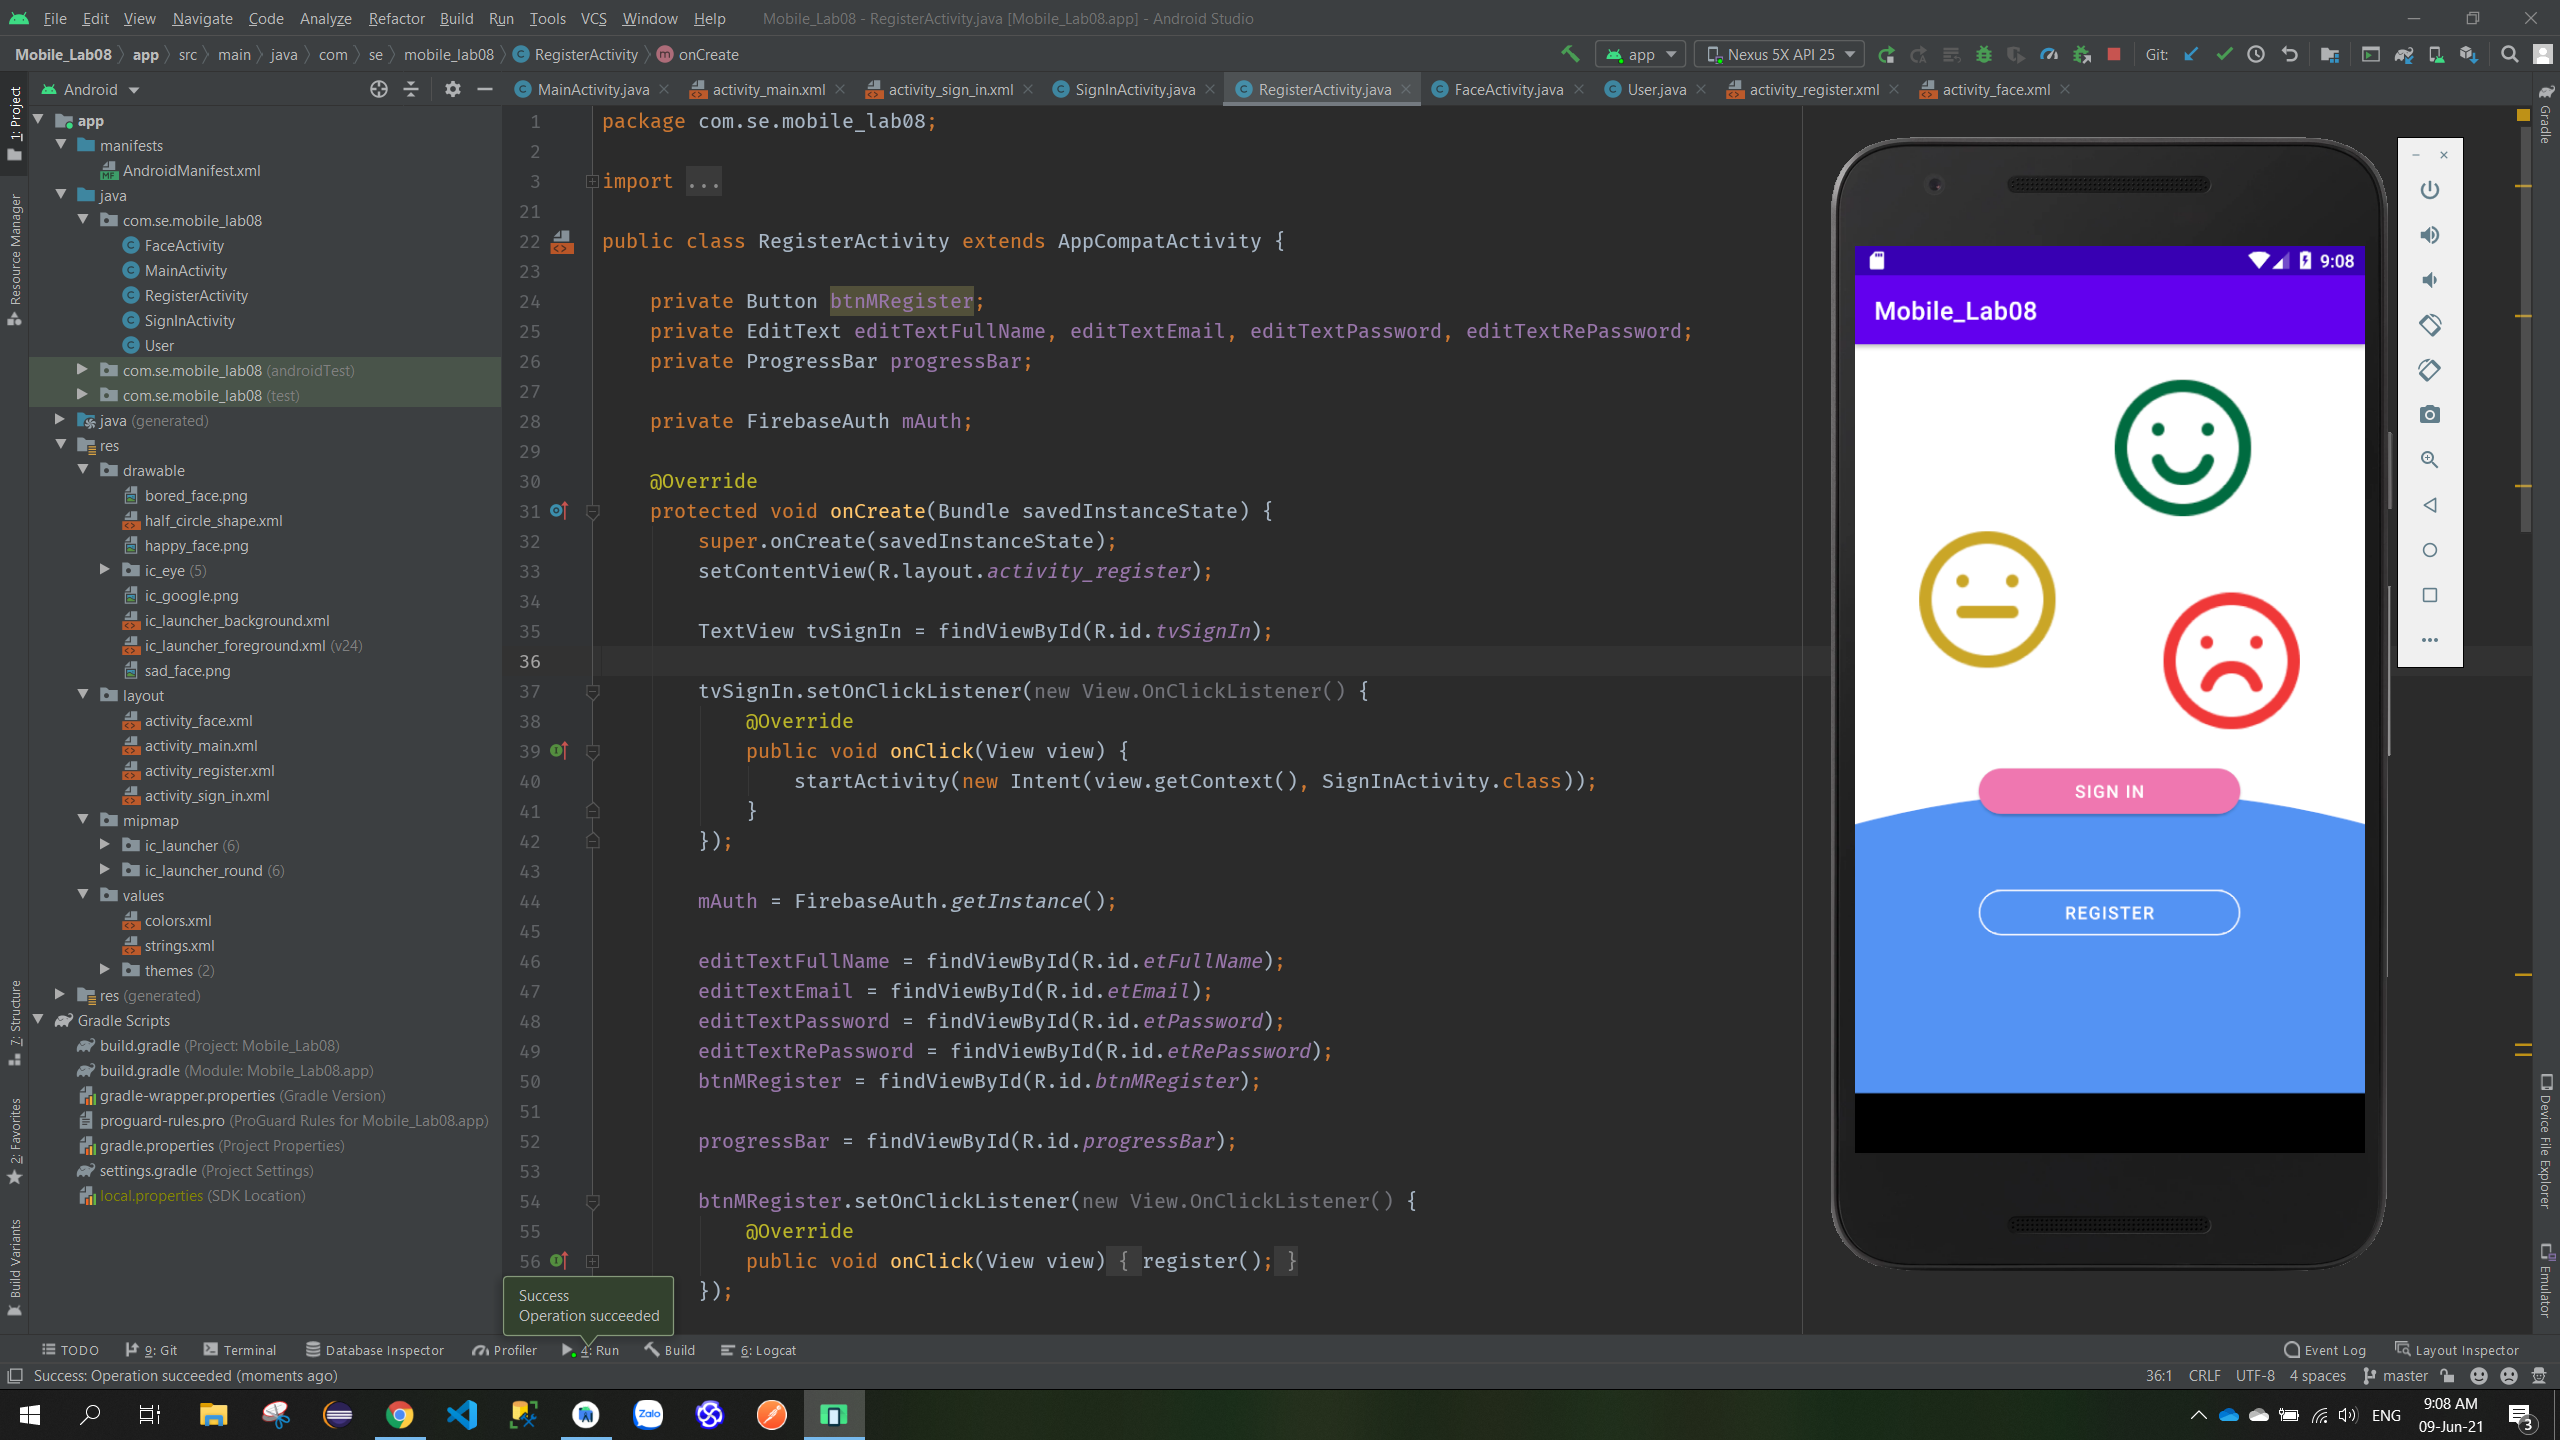 File Edit View Navigate Code Analyze Refactor Build Run Tools VCS Window Help Mobile_Lab08 - RegisterActivity.java [Mobile_Lab08.app] - Android Studio
Mobile_Lab08 app src main java com se mobile_lab08 RegisterActivity onCreate app Nexus 5X API 25 Git:
Android
MainActivity.java activity_main.xml activity_sign_in.xml SignInActivity.java RegisterActivity.java FaceActivity.java User.java activity_register.xml activity_face.xml
1: Project
Resource Manager
7: Structure
2: Favorites
Build Variants
app
manifests
AndroidManifest.xml
java
com.se.mobile_lab08
FaceActivity
MainActivity
RegisterActivity
SignInActivity
User
com.se.mobile_lab08 (androidTest)
com.se.mobile_lab08 (test)
java (generated)
res
drawable
bored_face.png
half_circle_shape.xml
happy_face.png
ic_eye (5)
ic_google.png
ic_launcher_background.xml
ic_launcher_foreground.xml (v24)
sad_face.png
layout
activity_face.xml
activity_main.xml
activity_register.xml
activity_sign_in.xml
mipmap
ic_launcher (6)
ic_launcher_round (6)
values
colors.xml
strings.xml
themes (2)
res (generated)
Gradle Scripts
build.gradle (Project: Mobile_Lab08)
build.gradle (Module: Mobile_Lab08.app)
gradle-wrapper.properties (Gradle Version)
proguard-rules.pro (ProGuard Rules for Mobile_Lab08.app)
gradle.properties (Project Properties)
settings.gradle (Project Settings)
local.properties (SDK Location)
1 package com.se.mobile_lab08;
2
3 import ...
21
22 public class RegisterActivity extends AppCompatActivity {
23
24 private Button btnMRegister;
25 private EditText editTextFullName, editTextEmail, editTextPassword, editTextRePassword;
26 private ProgressBar progressBar;
27
28 private FirebaseAuth mAuth;
29
30 @Override
31 protected void onCreate(Bundle savedInstanceState) {
32 super.onCreate(savedInstanceState);
33 setContentView(R.layout.activity_register);
34
35 TextView tvSignIn = findViewById(R.id.tvSignIn);
36
37 tvSignIn.setOnClickListener(new View.OnClickListener() {
38 @Override
39 public void onClick(View view) {
40 startActivity(new Intent(view.getContext(), SignInActivity.class));
41 }
42 });
43
44 mAuth = FirebaseAuth.getInstance();
45
46 editTextFullName = findViewById(R.id.etFullName);
47 editTextEmail = findViewById(R.id.etEmail);
48 editTextPassword = findViewById(R.id.etPassword);
49 editTextRePassword = findViewById(R.id.etRePassword);
50 btnMRegister = findViewById(R.id.btnMRegister);
51
52 progressBar = findViewById(R.id.progressBar);
53
54 btnMRegister.setOnClickListener(new View.OnClickListener() {
55 @Override
56 public void onClick(View view) { register(); }
});
Success
Operation succeeded
9:08
Mobile_Lab08
SIGN IN
REGISTER
Gradle
Device File Explorer
Emulator
TODO 9: Git Terminal Database Inspector Profiler 4: Run Build 6: Logcat Event Log Layout Inspector
Success: Operation succeeded (moments ago) 36:1 CRLF UTF-8 4 spaces master
Zalo
ENG
9:08 AM
09-Jun-21
3